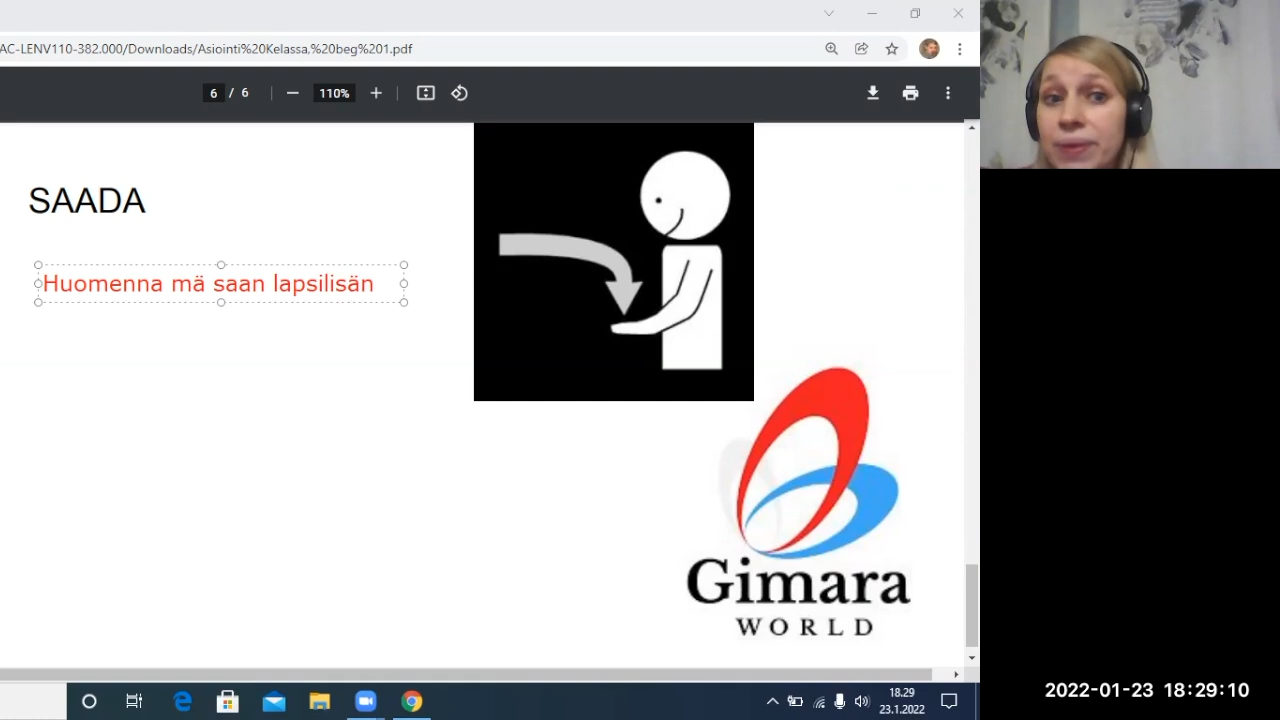 AC-LENV110-382.000/Downloads/Asiointi%20Kelassa,%20beg%201.pdf
6 / 6 110%
SAADA
Huomenna mä saan lapsilisän
Gimara
WORLD
18.29
23.1.2022
2022-01-23 18:29:10